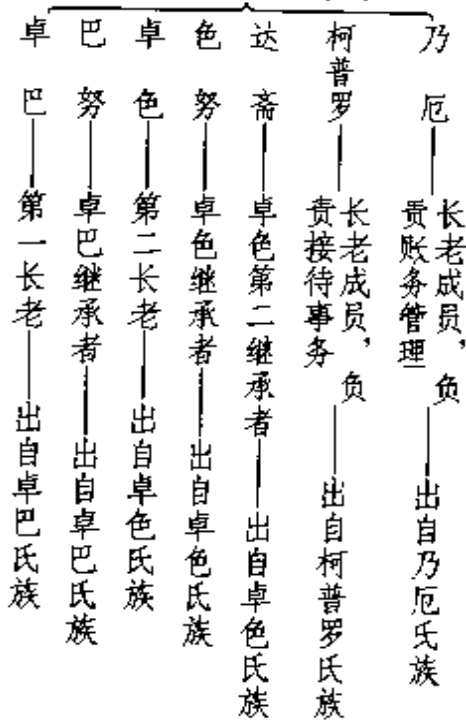 卓巴——第一长老——出自卓巴氏族
巴努——卓巴继承者——出自卓巴氏族
卓色——第二长老——出自卓色氏族
色努——卓色继承者——出自卓色氏族
达斋——卓色第二继承者——出自卓色氏族
柯普罗——长老成员，负
责接待事务
——出自柯普罗氏族
乃厄——长老成员，负
责账务管理
——出自乃厄氏族